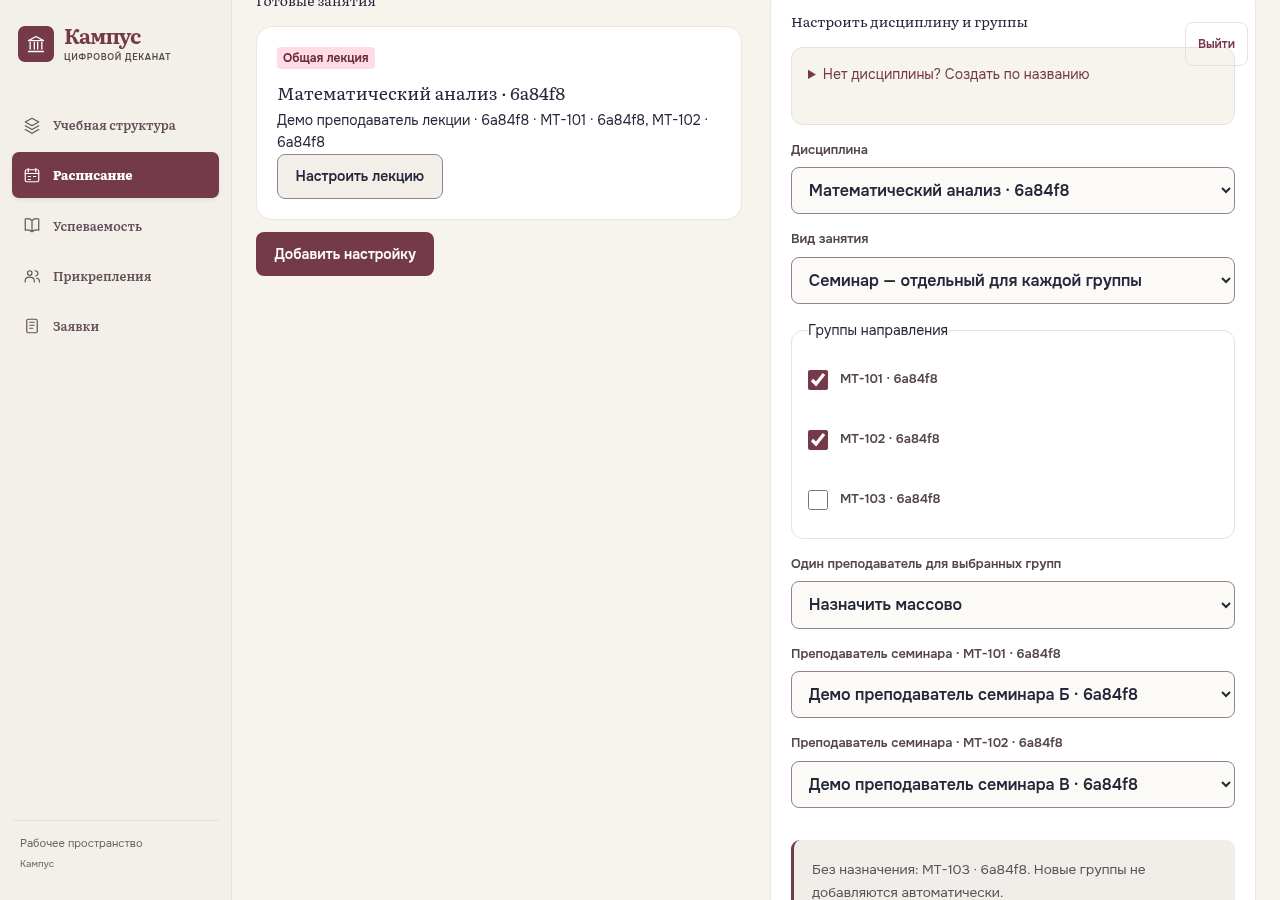 Кампус
ЦИФРОВОЙ ДЕКАНАТ
Учебная структура
Расписание
Успеваемость
Прикрепления
Заявки
Рабочее пространство
Кампус
Готовые занятия
Общая лекция
Математический анализ · 6a84f8
Демо преподаватель лекции · 6a84f8 · МТ-101 · 6a84f8, МТ-102 ·
6a84f8
Настроить лекцию
Добавить настройку
Выйти
Настроить дисциплину и группы
Нет дисциплины? Создать по названию
Дисциплина
Математический анализ · 6a84f8
Вид занятия
Семинар — отдельный для каждой группы
Группы направления
МТ-101 · 6a84f8
МТ-102 · 6a84f8
МТ-103 · 6a84f8
Один преподаватель для выбранных групп
Назначить массово
Преподаватель семинара · МТ-101 · 6a84f8
Демо преподаватель семинара Б · 6a84f8
Преподаватель семинара · МТ-102 · 6a84f8
Демо преподаватель семинара В · 6a84f8
Без назначения: МТ-103 · 6a84f8. Новые группы не
добавляются автоматически.